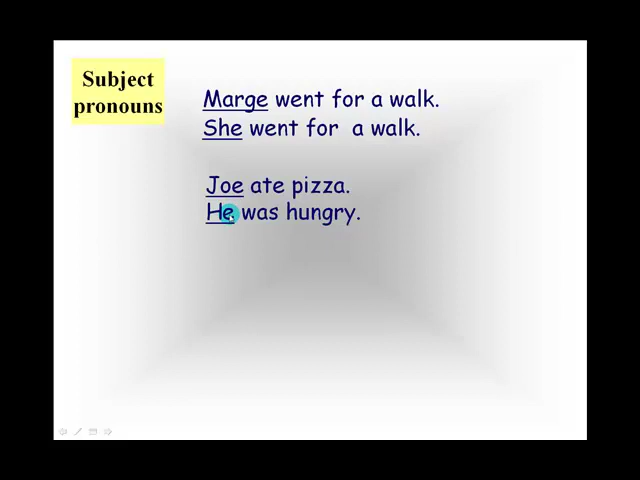 Subject
pronouns
Marge went for a walk.
She went for a walk.
Joe ate pizza.
He was hungry.